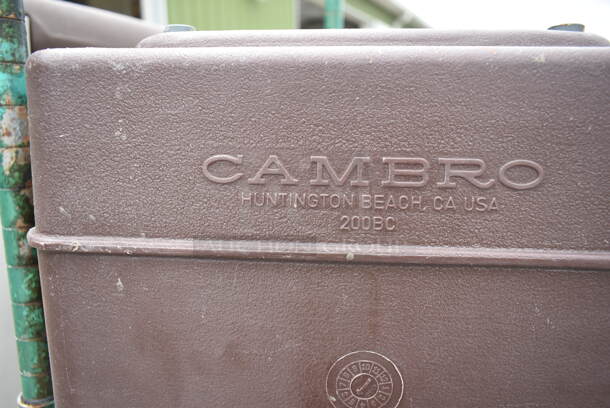 CAMBRO
HUNTINGTON BEACH, CA USA
200BC